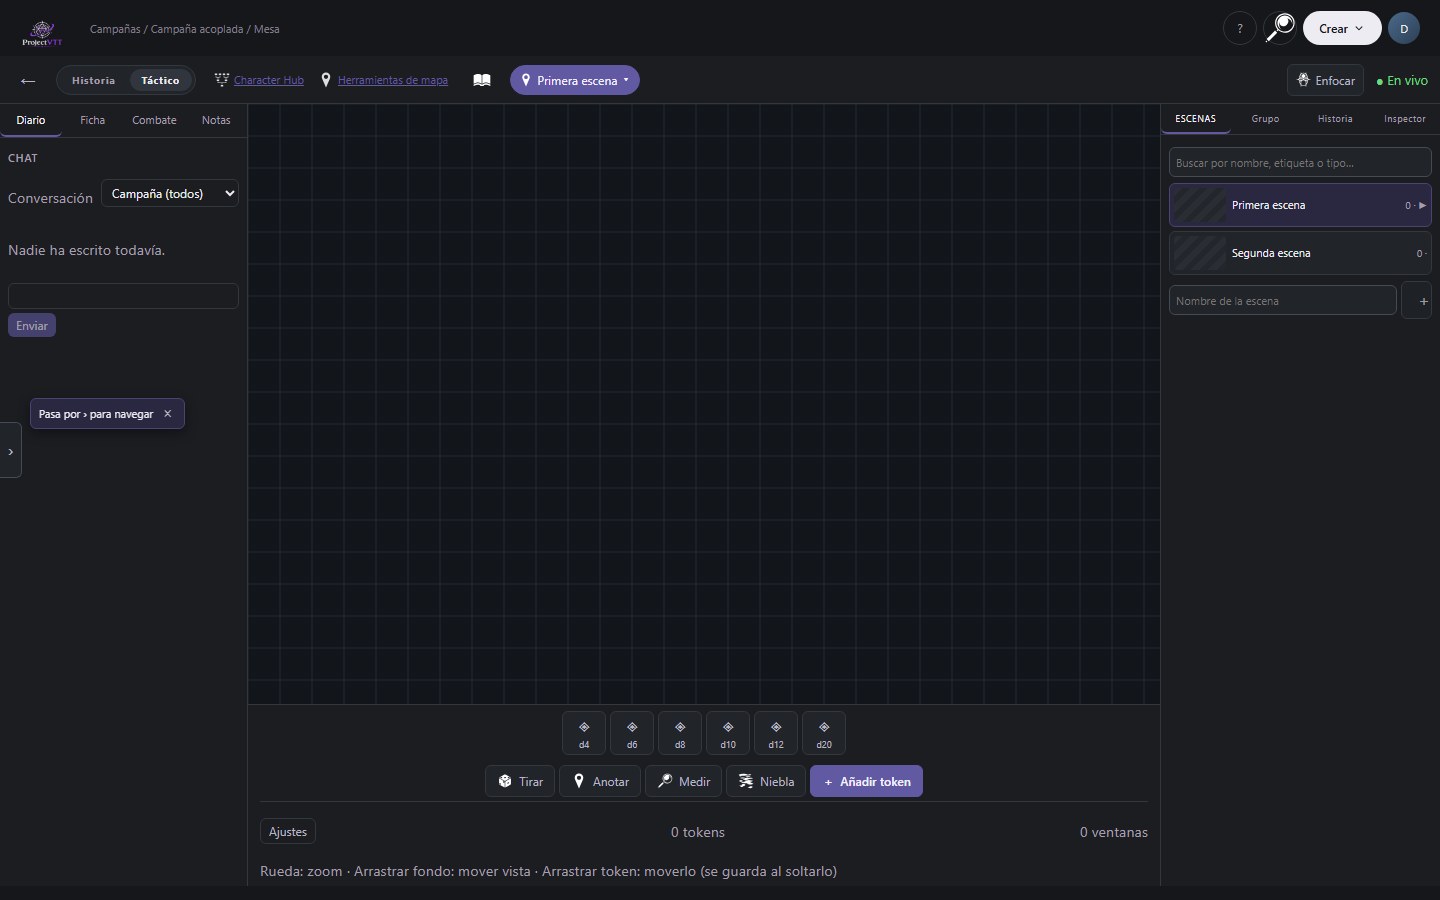 ProjectVTT
Campañas / Campaña acoplada / Mesa
?
Crear
D
←
Historia
Táctico
Character Hub
Herramientas de mapa
Primera escena
Enfocar
En vivo
Diario
Ficha
Combate
Notas
CHAT
Conversación
Campaña (todos)
Nadie ha escrito todavía.
Enviar
Pasa por › para navegar
×
›
d4
d6
d8
d10
d12
d20
Tirar
Anotar
Medir
Niebla
+ Añadir token
Ajustes
0 tokens
0 ventanas
Rueda: zoom · Arrastrar fondo: mover vista · Arrastrar token: moverlo (se guarda al soltarlo)
ESCENAS
Grupo
Historia
Inspector
Buscar por nombre, etiqueta o tipo...
Primera escena
0 · ▶
Segunda escena
0 ·
Nombre de la escena
+